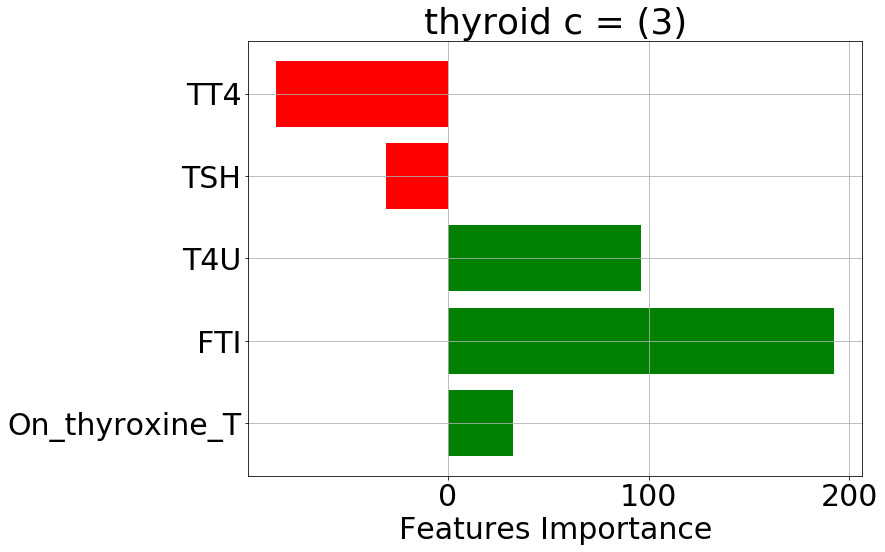 thyroid c = (3)
TT4
TSH
T4U
FTI
On_thyroxine_T
0 100 200
Features Importance